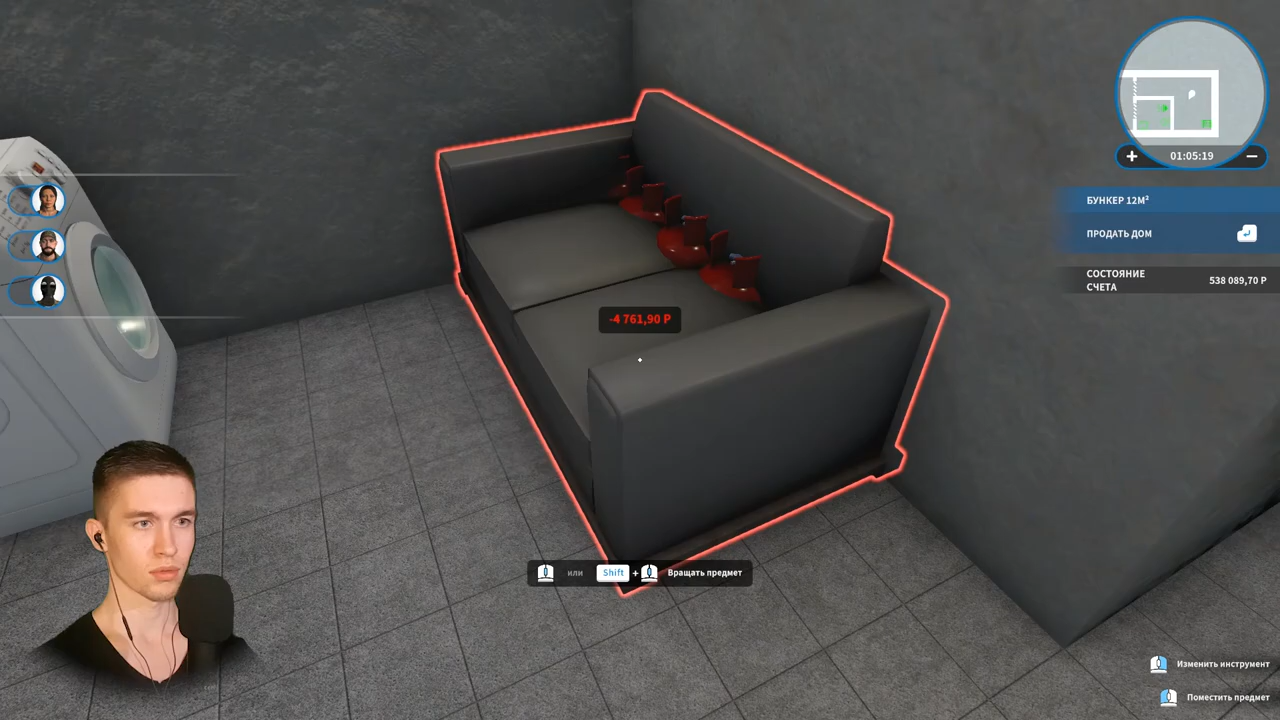 + 01:05:19 −
БУНКЕР 12М²
ПРОДАТЬ ДОМ
СОСТОЯНИЕ
СЧЕТА
538 089,70 Р
-4 761,90 Р
или Shift + Вращать предмет
Изменить инструмент
Поместить предмет